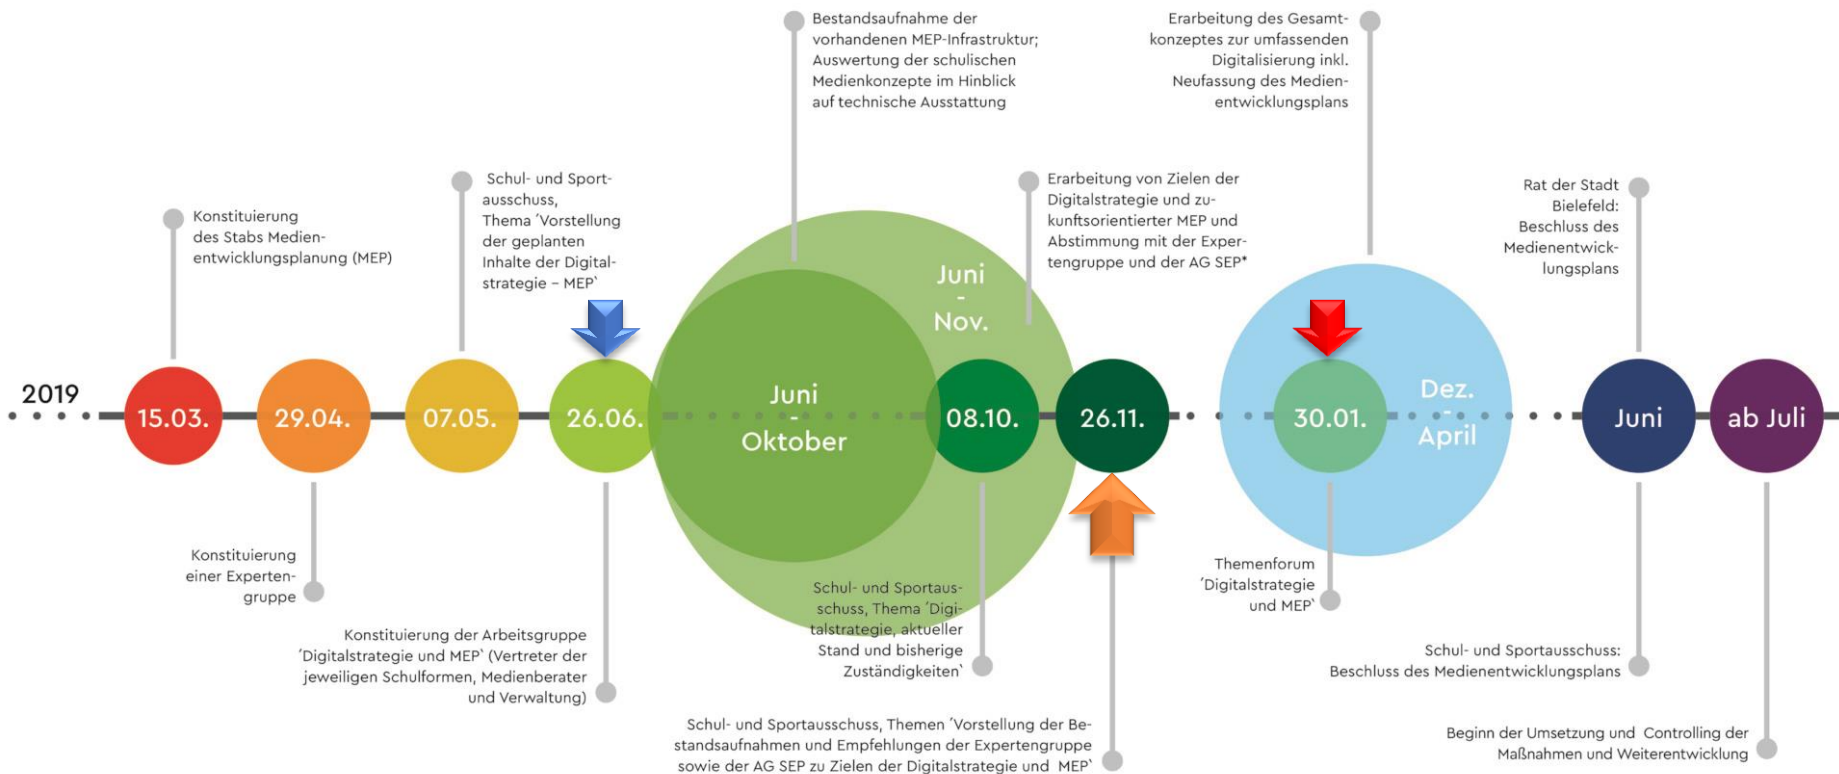 Bestandsaufnahme der
vorhandenen MEP-Infrastruktur;
Auswertung der schulischen
Medienkonzepte im Hinblick
auf technische Ausstattung
Erarbeitung des Gesamt-
konzeptes zur umfassenden
Digitalisierung inkl.
Neufassung des Medien-
entwicklungsplans
Konstituierung
des Stabs Medien-
entwicklungsplanung (MEP)
Schul- und Sport-
ausschuss,
Thema ´Vorstellung
der geplanten
Inhalte der Digital-
strategie – MEP`
Erarbeitung von Zielen der
Digitalstrategie und zu-
kunftsorientierter MEP und
Abstimmung mit der Exper-
tengruppe und der AG SEP*
Rat der Stadt
Bielefeld:
Beschluss des
Medienentwick-
lungsplans
2019
15.03.
29.04.
07.05.
26.06.
Juni
-
Oktober
Juni
-
Nov.
08.10.
26.11.
30.01.
Dez.
-
April
Juni
ab Juli
Konstituierung
einer Experten-
gruppe
Konstituierung der Arbeitsgruppe
´Digitalstrategie und MEP` (Vertreter der
jeweiligen Schulformen, Medienberater
und Verwaltung)
Schul- und Sportaus-
schuss, Thema ´Digi-
talstrategie, aktueller
Stand und bisherige
Zuständigkeiten`
Schul- und Sportausschuss, Themen ´Vorstellung der Be-
standsaufnahmen und Empfehlungen der Expertengruppe
sowie der AG SEP zu Zielen der Digitalstrategie und MEP`
Themenforum
´Digitalstrategie
und MEP`
Schul- und Sportausschuss:
Beschluss des Medienentwicklungsplans
Beginn der Umsetzung und Controlling der
Maßnahmen und Weiterentwicklung